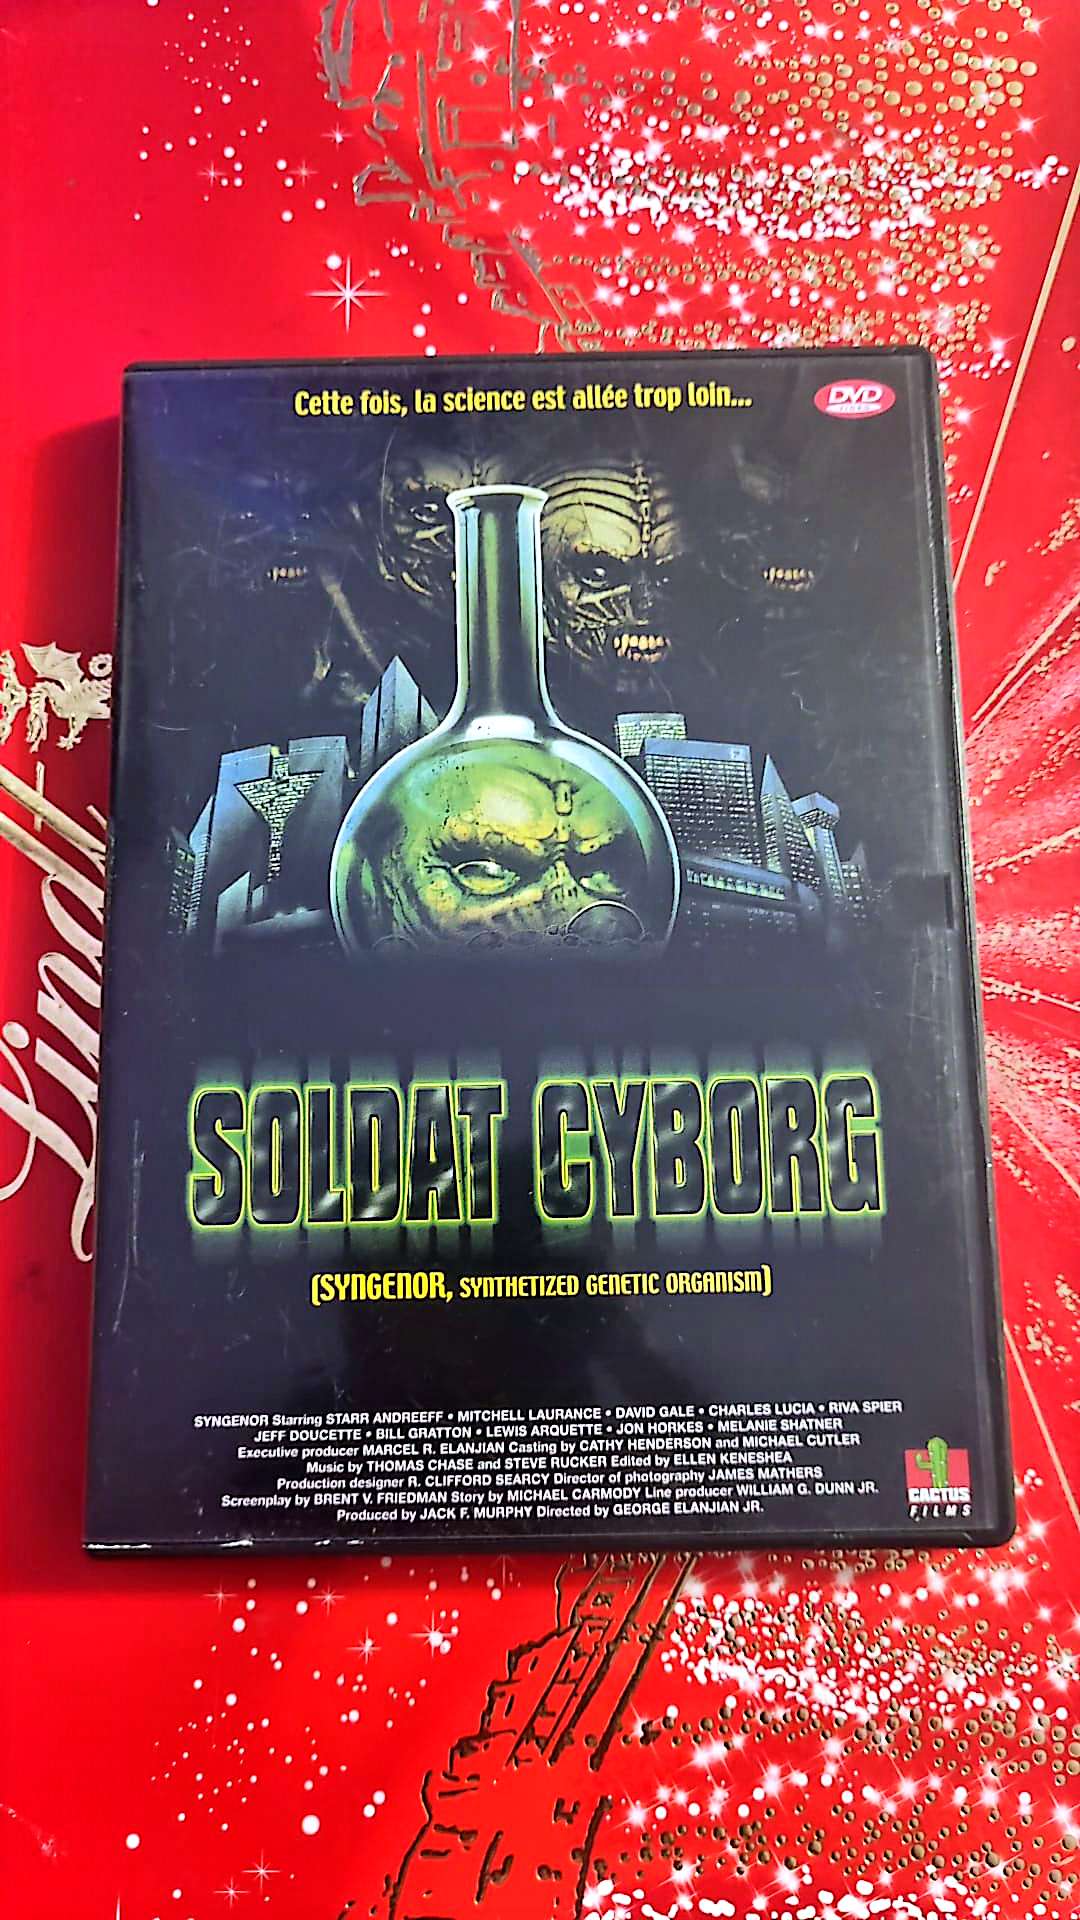 Cette fois, la science est allée trop loin...
DVD
VIDEO
Lindt
SOLDAT CYBORG
(SYNGENOR, SYNTHETIZED GENETIC ORGANISM)
SYNGENOR Starring STARR ANDREEFF • MITCHELL LAURANCE • DAVID GALE • CHARLES LUCIA • RIVA SPIER
JEFF DOUCETTE • BILL GRATTON • LEWIS ARQUETTE • JON HORKES • MELANIE SHATNER
Executive producer MARCEL R. ELANJIAN Casting by CATHY HENDERSON and MICHAEL CUTLER
Music by THOMAS CHASE and STEVE RUCKER Edited by ELLEN KENESHEA
Production designer R. CLIFFORD SEARCY Director of photography JAMES MATHERS
Screenplay by BRENT V. FRIEDMAN Story by MICHAEL CARMODY Line producer WILLIAM G. DUNN JR.
Produced by JACK F. MURPHY Directed by GEORGE ELANJIAN JR.
CACTUS
FILMS